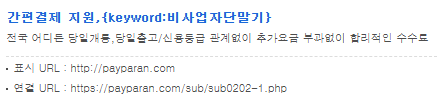 간편결제 지원,{keyword:비사업자단말기}
전국 어디든 당일개통,당일출고/신용등급 관계없이 추가요금 부과없이 합리적인 수수료
· 표시 URL : http://payparan.com
· 연결 URL : https://payparan.com/sub/sub0202-1.php